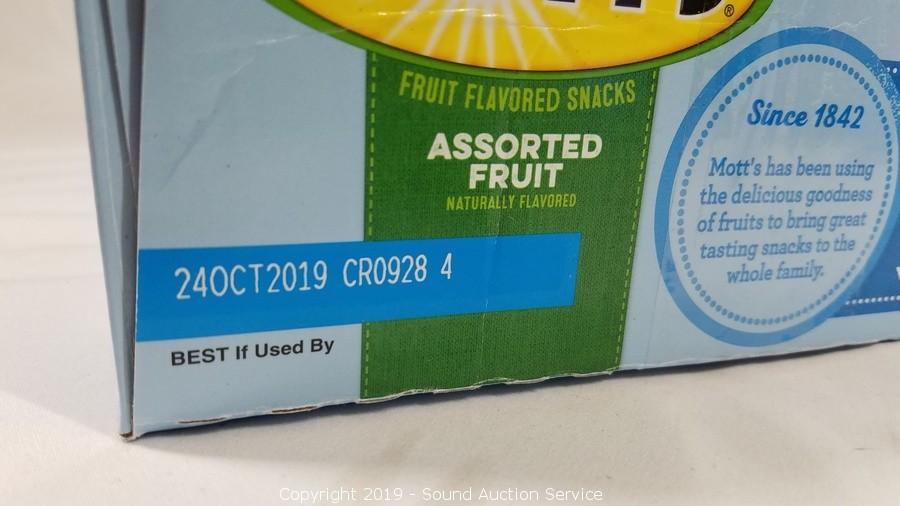 ®
FRUIT FLAVORED SNACKS
ASSORTED
FRUIT
NATURALLY FLAVORED
24OCT2019 CR0928 4
BEST If Used By
Since 1842
Mott's has been using
the delicious goodness
of fruits to bring great
tasting snacks to the
whole family.
Copyright 2019 - Sound Auction Service